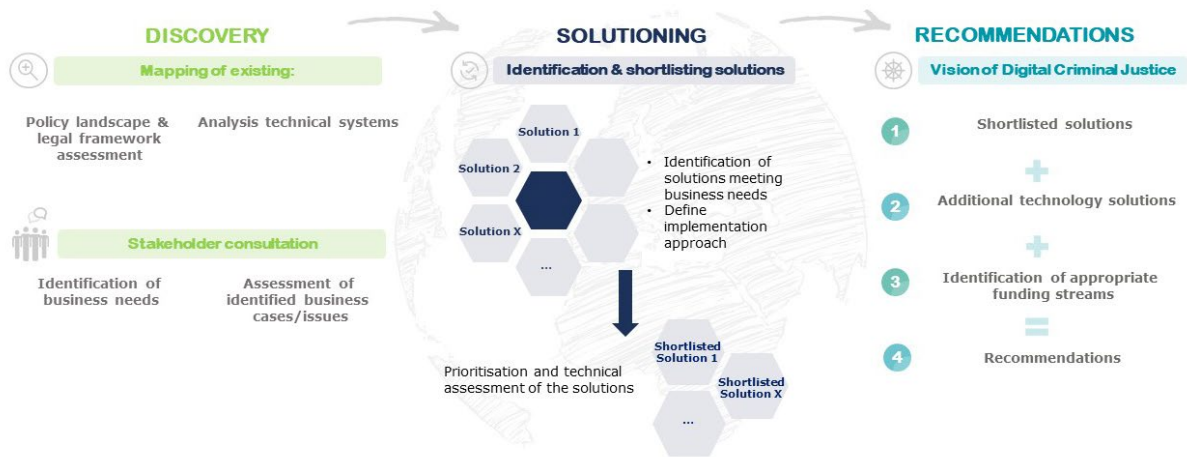 DISCOVERY
Mapping of existing:
Policy landscape &
legal framework
assessment
Analysis technical systems
Stakeholder consultation
Identification of
business needs
Assessment of
identified business
cases/issues
SOLUTIONING
Identification & shortlisting solutions
Solution 1
Solution 2
Solution X
...
• Identification of
solutions meeting
business needs
• Define
implementation
approach
Prioritisation and technical
assessment of the solutions
Shortlisted
Solution 1
Shortlisted
Solution X
...
RECOMMENDATIONS
Vision of Digital Criminal Justice
1
Shortlisted solutions
+
2
Additional technology solutions
+
3
Identification of appropriate
funding streams
=
4
Recommendations